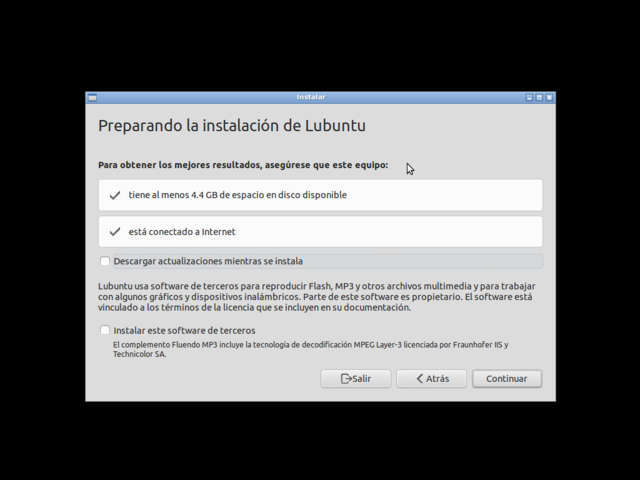 Instalar
Preparando la instalación de Lubuntu
Para obtener los mejores resultados, asegúrese que este equipo:
tiene al menos 4.4 GB de espacio en disco disponible
está conectado a Internet
Descargar actualizaciones mientras se instala
Lubuntu usa software de terceros para reproducir Flash, MP3 y otros archivos multimedia y para trabajar
con algunos gráficos y dispositivos inalámbricos. Parte de este software es propietario. El software está
vinculado a los términos de la licencia que se incluyen en su documentación.
Instalar este software de terceros
El complemento Fluendo MP3 incluye la tecnología de decodificación MPEG Layer-3 licenciada por Fraunhofer IIS y
Technicolor SA.
Salir
Atrás
Continuar